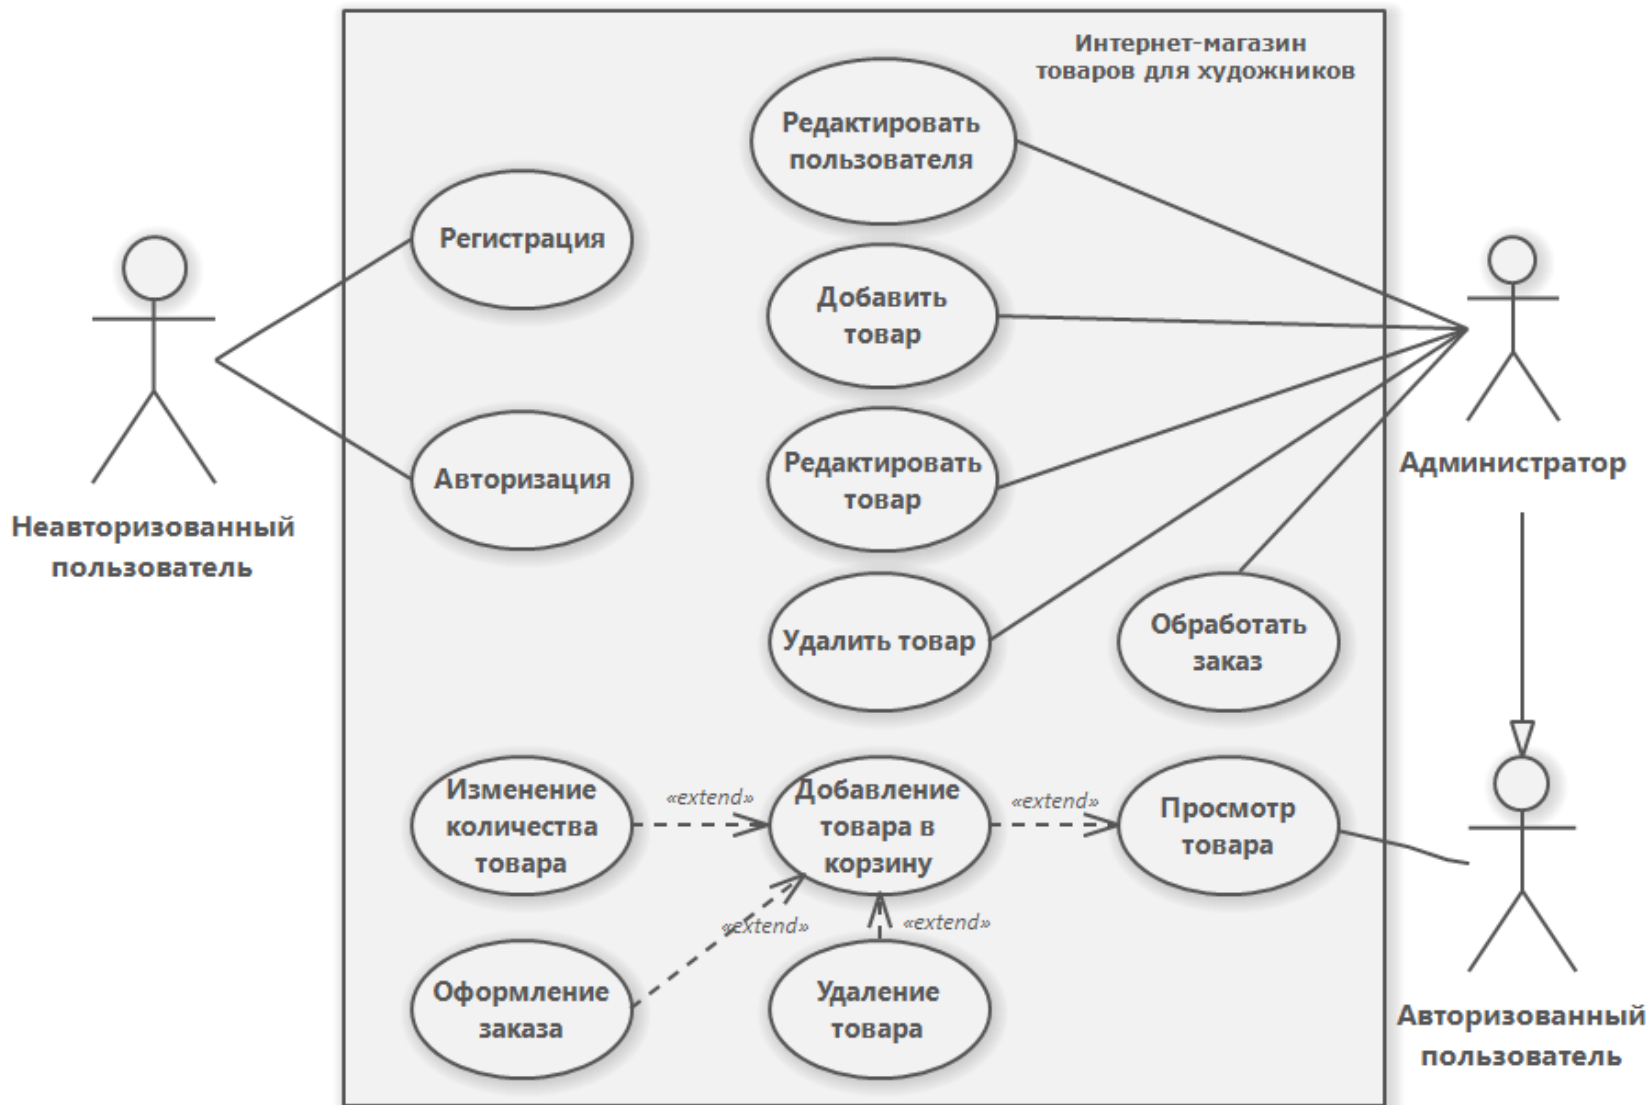 Интернет-магазин
товаров для художников
Редактировать
пользователя
Регистрация
Добавить
товар
Авторизация
Редактировать
товар
Администратор
Неавторизованный
пользователь
Удалить товар
Обработать
заказ
Изменение
количества
товара
«extend»
Добавление
товара в
корзину
«extend»
Просмотр
товара
«extend»
«extend»
Оформление
заказа
Удаление
товара
Авторизованный
пользователь